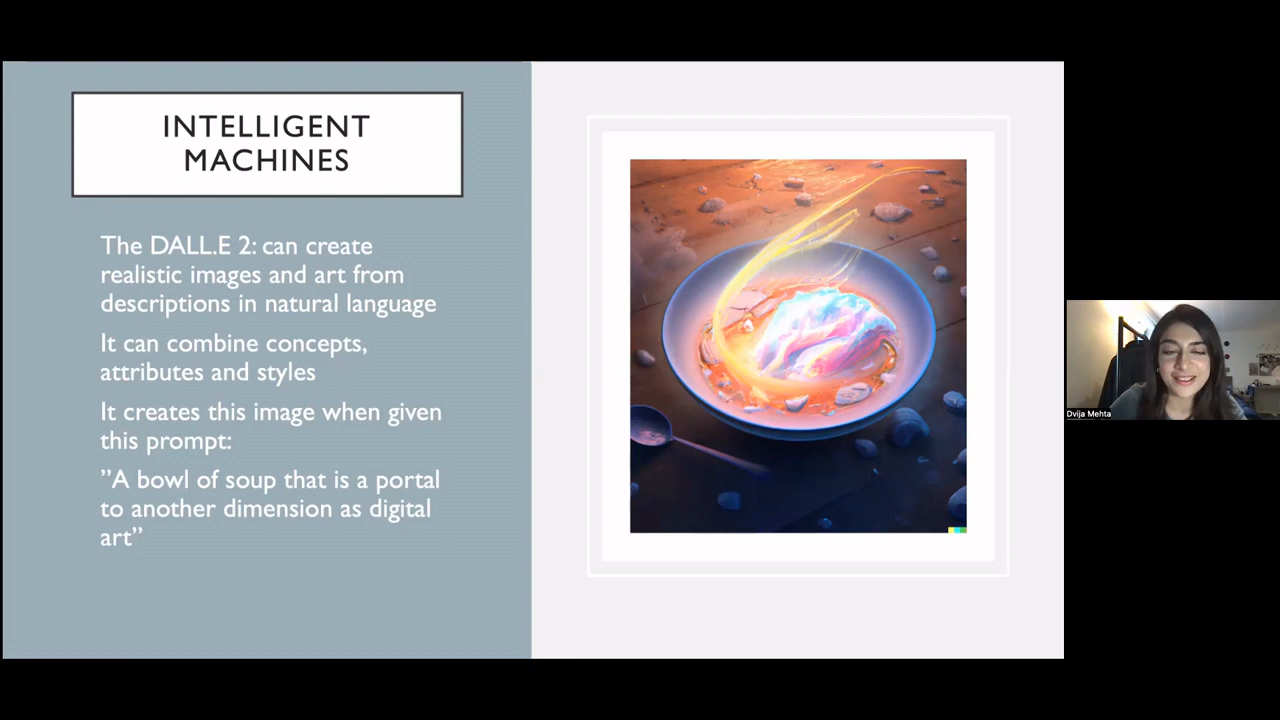 INTELLIGENT
MACHINES
The DALL.E 2: can create
realistic images and art from
descriptions in natural language
It can combine concepts,
attributes and styles
It creates this image when given
this prompt:
”A bowl of soup that is a portal
to another dimension as digital
art”
Dvija Mehta